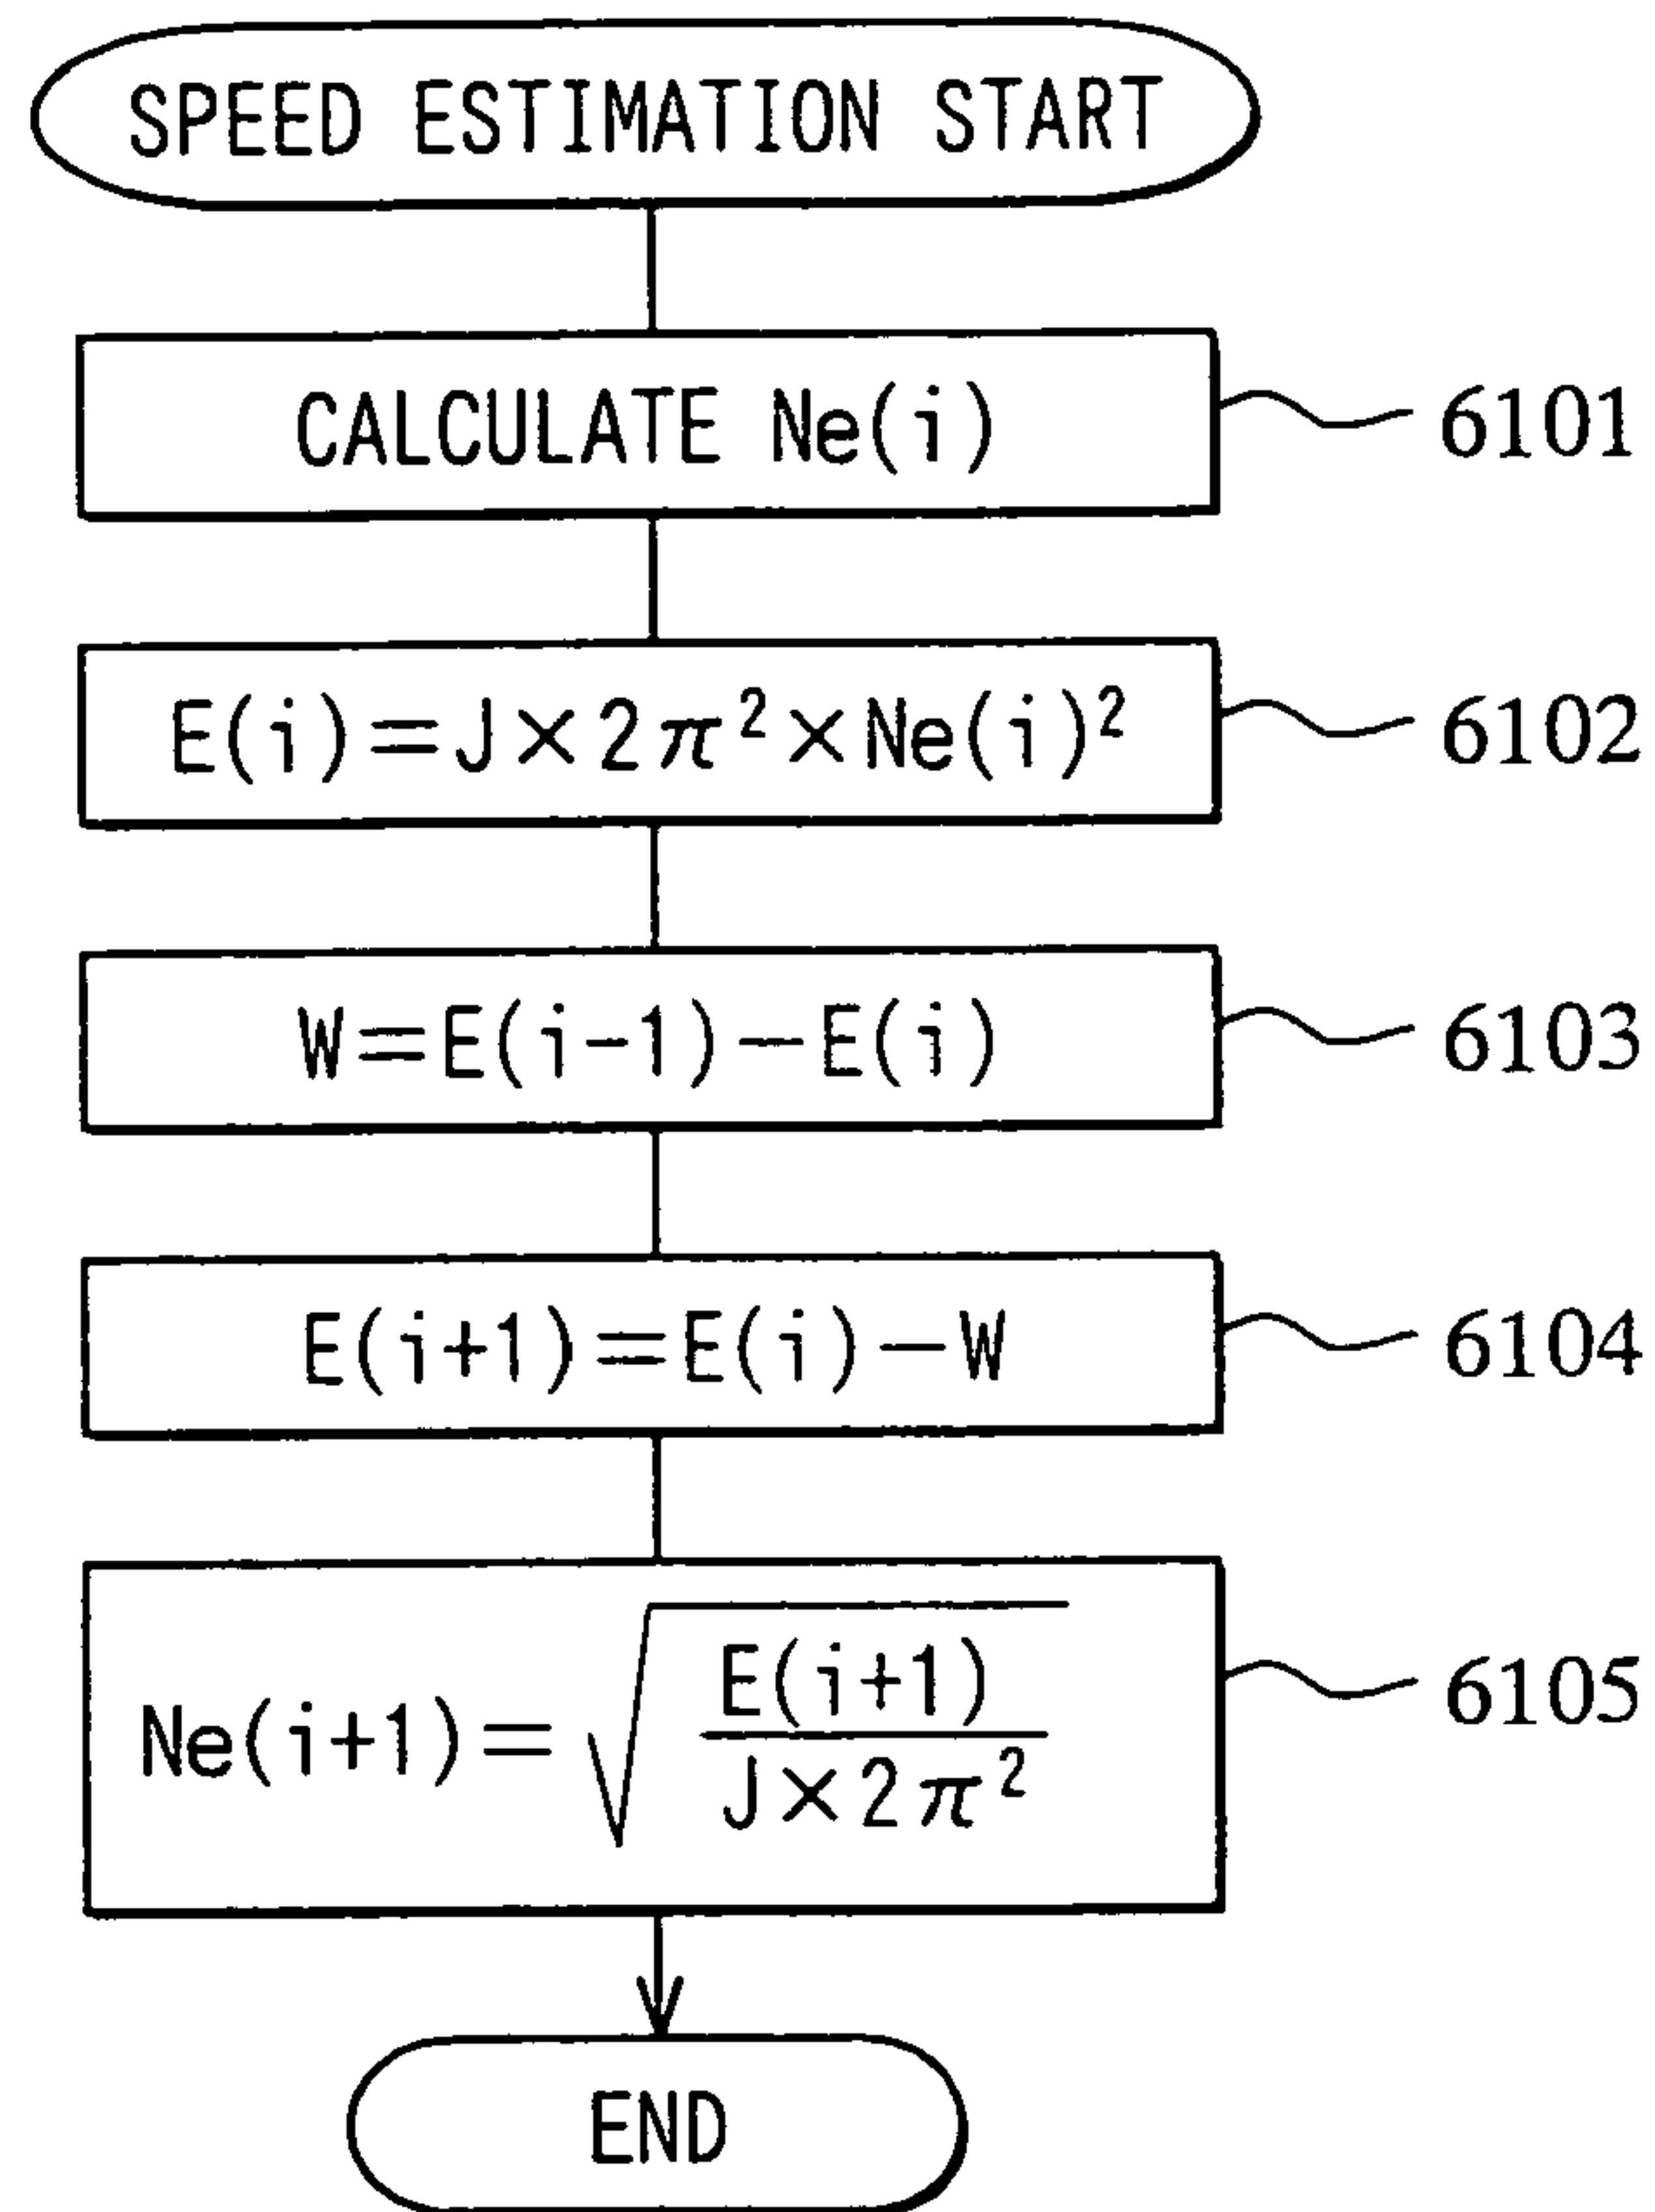 SPEED ESTIMATION START
CALCULATE Ne(i)
6101
E(i)=J×2π²×Ne(i)²
6102
W=E(i-1)-E(i)
6103
E(i+1)=E(i)-W
6104
Ne(i+1)=√(E(i+1)/J×2π²)
6105
END